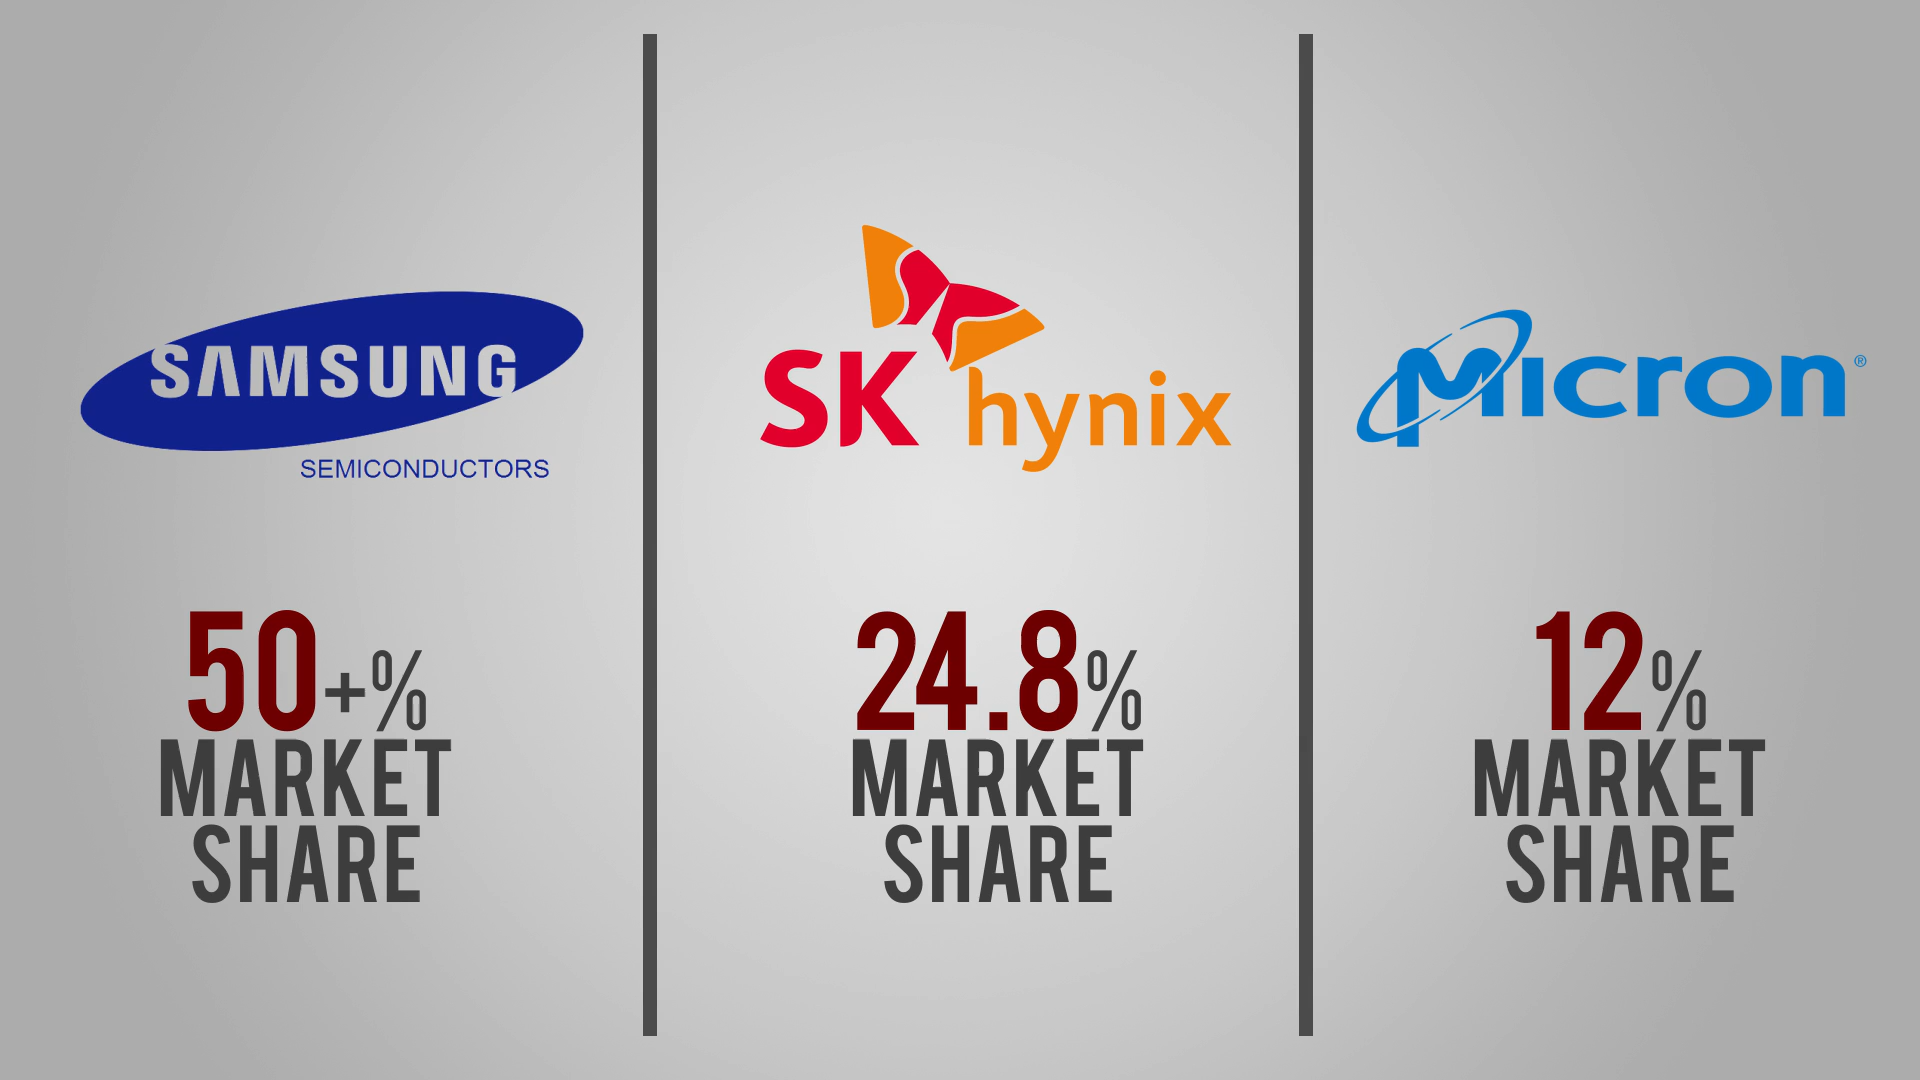 SAMSUNG
SEMICONDUCTORS
50+%
MARKET
SHARE
SK hynix
24.8%
MARKET
SHARE
Micron®
12%
MARKET
SHARE